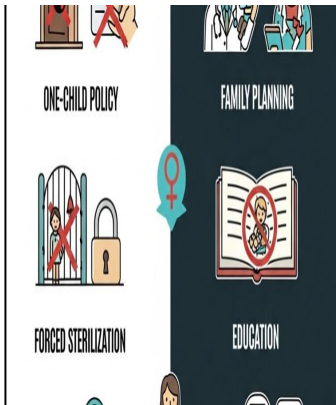 ONE-CHILD POLICY
FAMILY PLANNING
FORCED STERILIZATION
EDUCATION